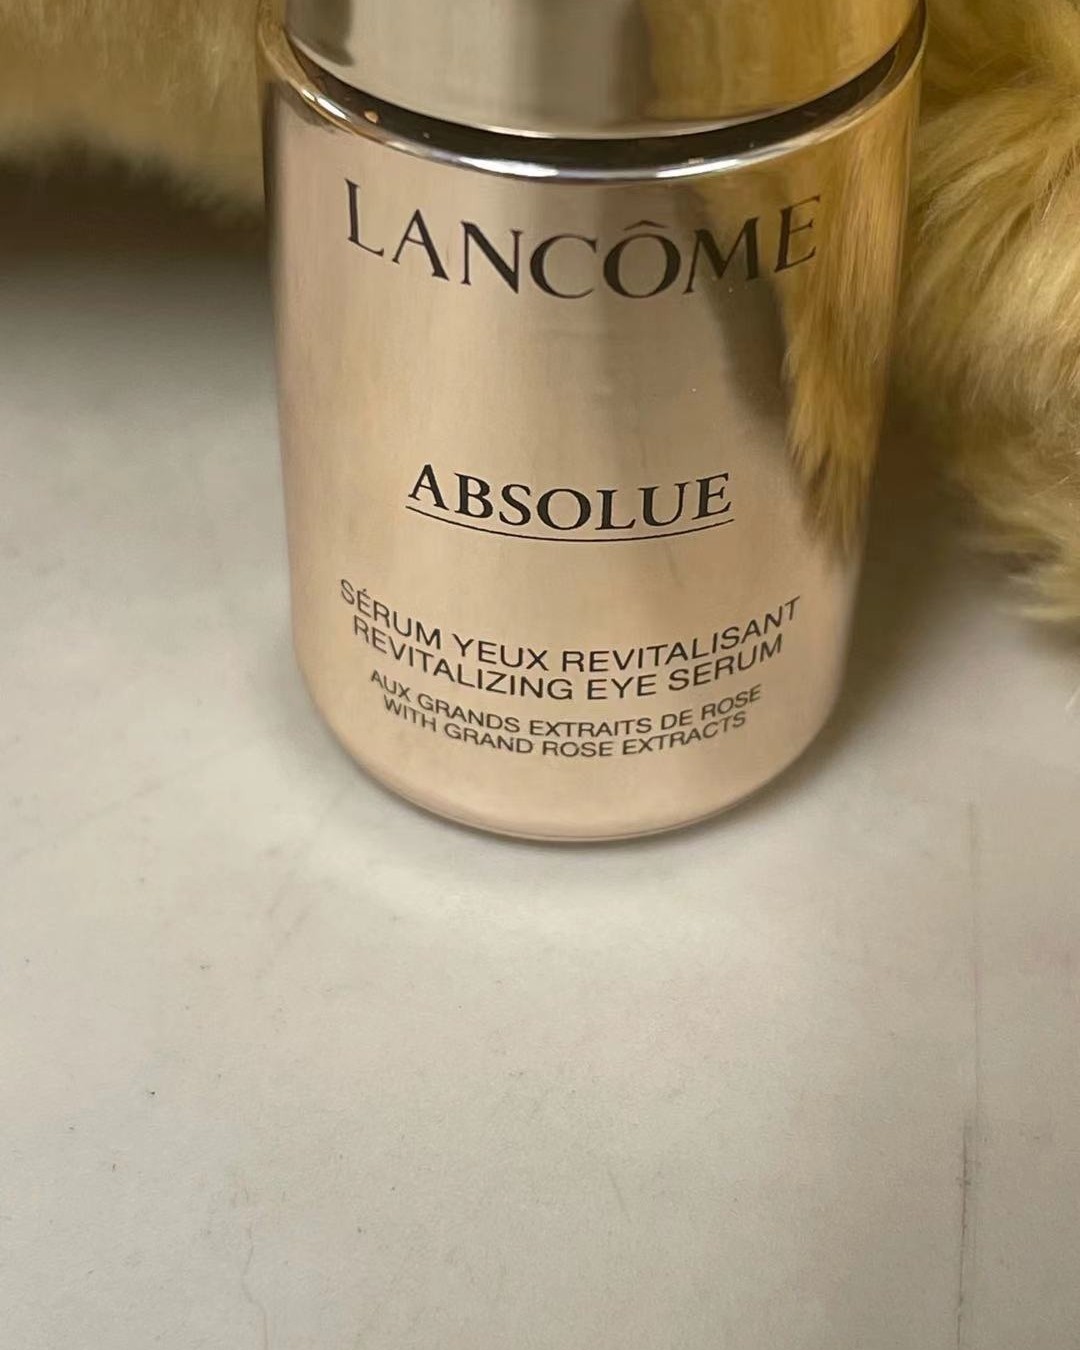 LANCÔME
ABSOLUE
SÉRUM YEUX REVITALISANT
REVITALIZING EYE SERUM
AUX GRANDS EXTRAITS DE ROSE
WITH GRAND ROSE EXTRACTS